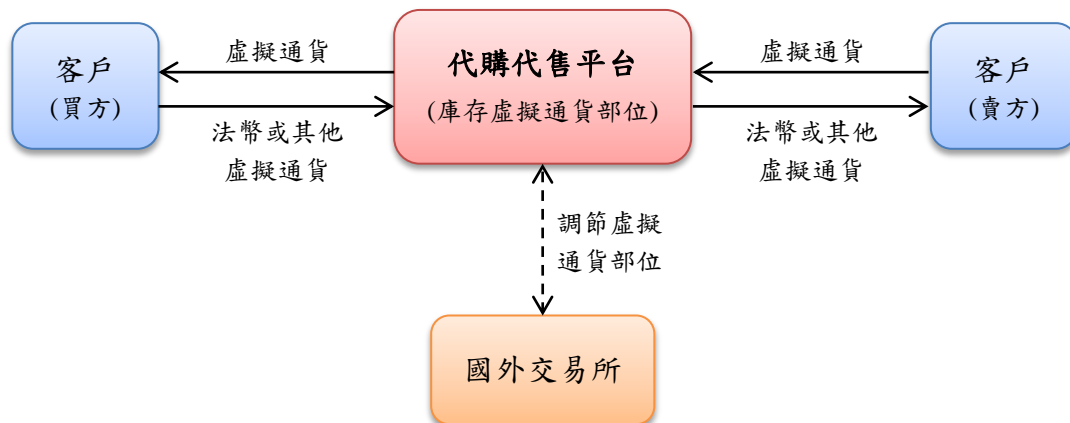 客戶
(買方)
虛擬通貨
法幣或其他
虛擬通貨
代購代售平台
(庫存虛擬通貨部位)
虛擬通貨
法幣或其他
虛擬通貨
客戶
(賣方)
調節虛擬
通貨部位
國外交易所